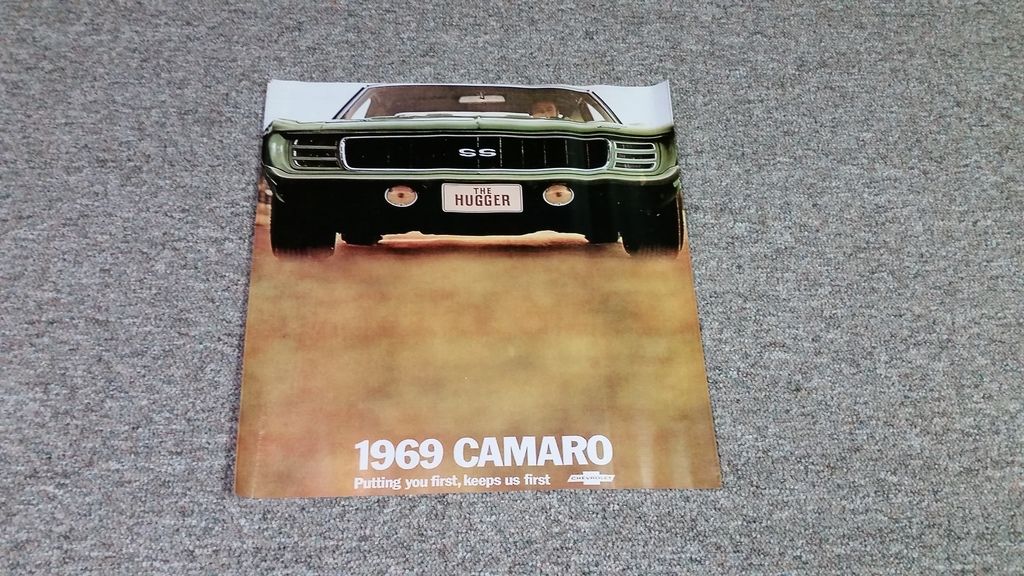 SS
THE
HUGGER
1969 CAMARO
Putting you first, keeps us first
CHEVROLET